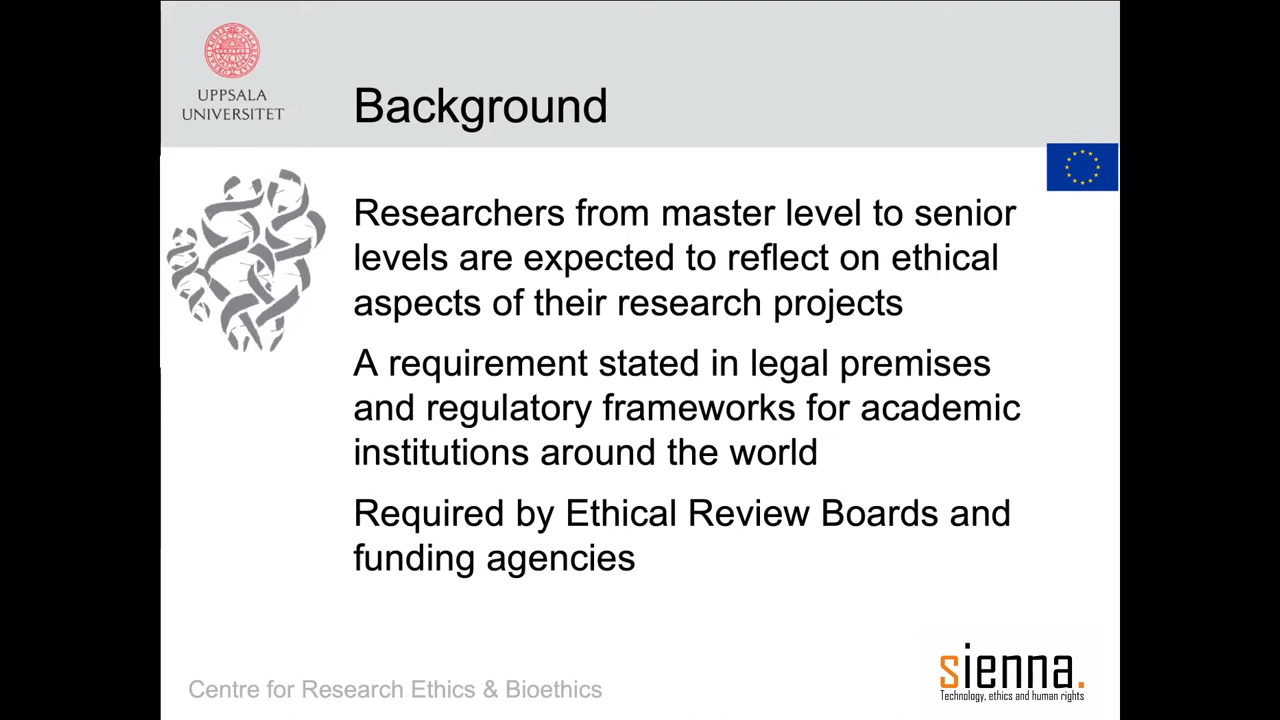 UPPSALA
UNIVERSITET
Background
Researchers from master level to senior
levels are expected to reflect on ethical
aspects of their research projects
A requirement stated in legal premises
and regulatory frameworks for academic
institutions around the world
Required by Ethical Review Boards and
funding agencies
Centre for Research Ethics & Bioethics
sienna.
Technology, ethics and human rights